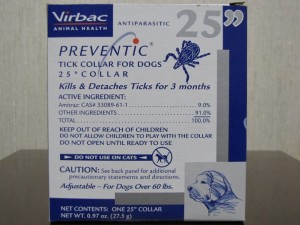 Virbac
ANIMAL HEALTH
ANTIPARASITIC
25”
PREVENTIC®
TICK COLLAR FOR DOGS
25" COLLAR
Kills & Detaches Ticks for 3 months
ACTIVE INGREDIENT:
Amitraz CAS# 33089-61-1 9.0%
OTHER INGREDIENTS 91.0%
TOTAL 100.0%
KEEP OUT OF REACH OF CHILDREN
DO NOT ALLOW CHILDREN TO PLAY WITH THE COLLAR
DO NOT OPEN UNTIL READY TO USE
DO NOT USE ON CATS
CAUTION: See back panel for additional
precautionary statements and directions.
Adjustable - For Dogs Over 60 lbs.
NET CONTENTS: ONE 25" COLLAR
NET WT. 0.97 oz. (27.5 g)